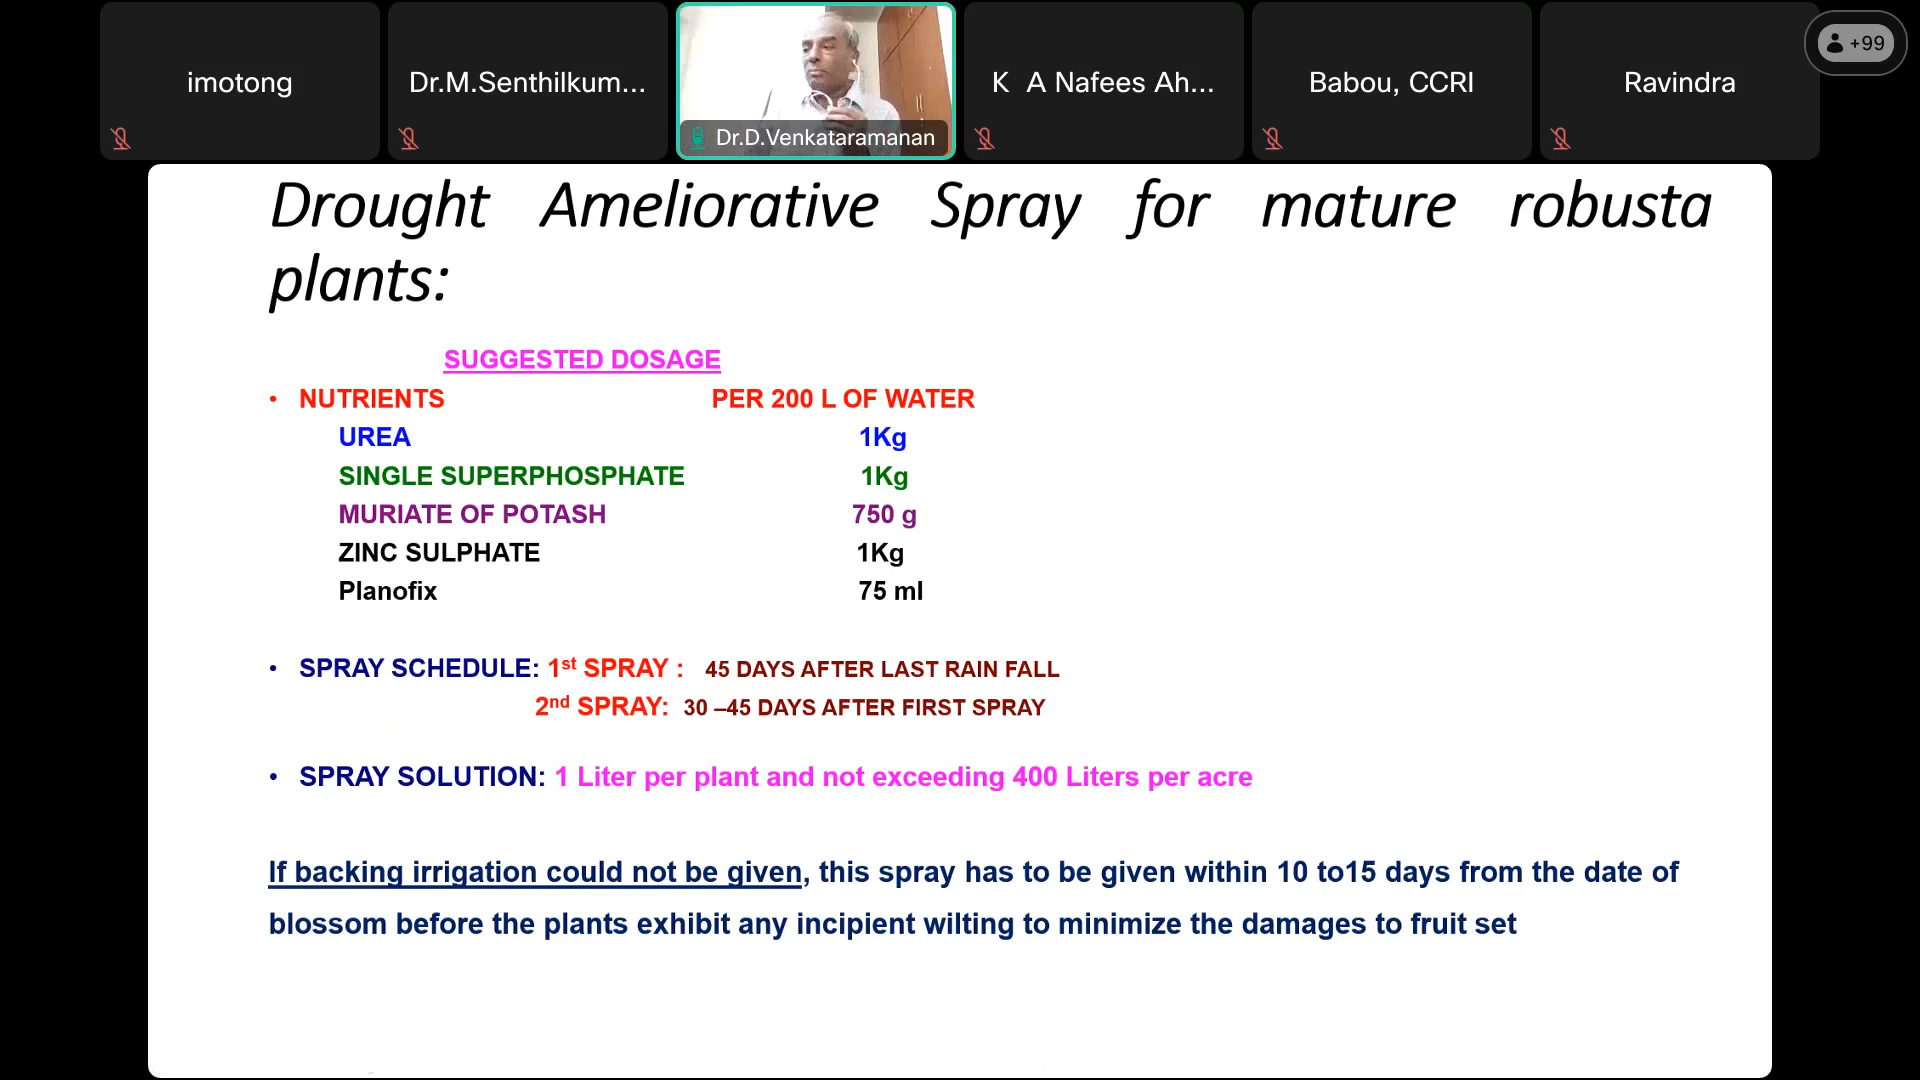 imotong
Dr.M.Senthilkum...
Dr.D.Venkataramanan
K A Nafees Ah...
Babou, CCRI
Ravindra
+99
Drought Ameliorative Spray for mature robusta
plants:
SUGGESTED DOSAGE
• NUTRIENTS PER 200 L OF WATER
UREA 1Kg
SINGLE SUPERPHOSPHATE 1Kg
MURIATE OF POTASH 750 g
ZINC SULPHATE 1Kg
Planofix 75 ml
• SPRAY SCHEDULE: 1st SPRAY : 45 DAYS AFTER LAST RAIN FALL
2nd SPRAY: 30 –45 DAYS AFTER FIRST SPRAY
• SPRAY SOLUTION: 1 Liter per plant and not exceeding 400 Liters per acre
If backing irrigation could not be given, this spray has to be given within 10 to15 days from the date of
blossom before the plants exhibit any incipient wilting to minimize the damages to fruit set